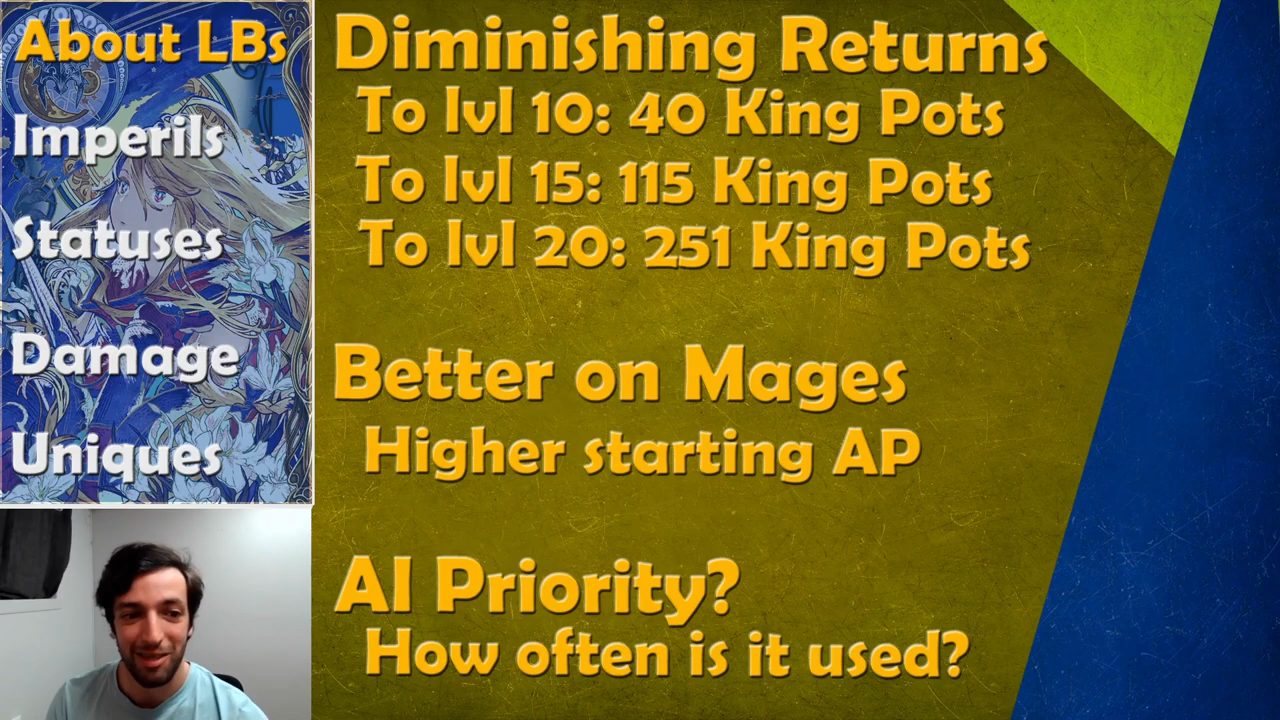 About LBs
Imperils
Statuses
Damage
Uniques
Diminishing Returns
To lvl 10: 40 King Pots
To lvl 15: 115 King Pots
To lvl 20: 251 King Pots
Better on Mages
Higher starting AP
AI Priority?
How often is it used?